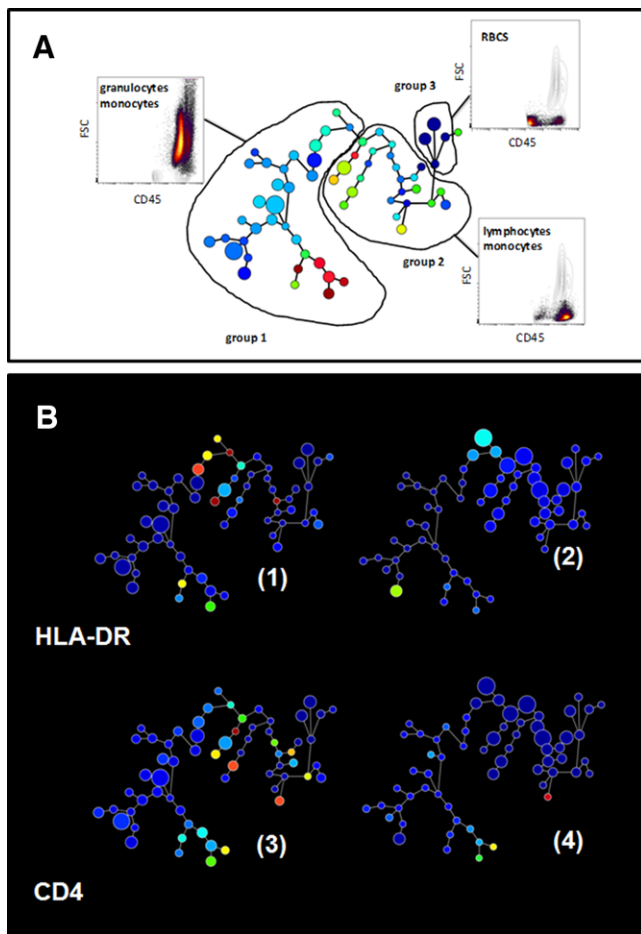 A
granulocytes
monocytes
FSC
CD45
RBCS
FSC
CD45
group 3
lymphocytes
monocytes
FSC
CD45
group 2
group 1
B
(1)
(2)
HLA-DR
(3)
(4)
CD4